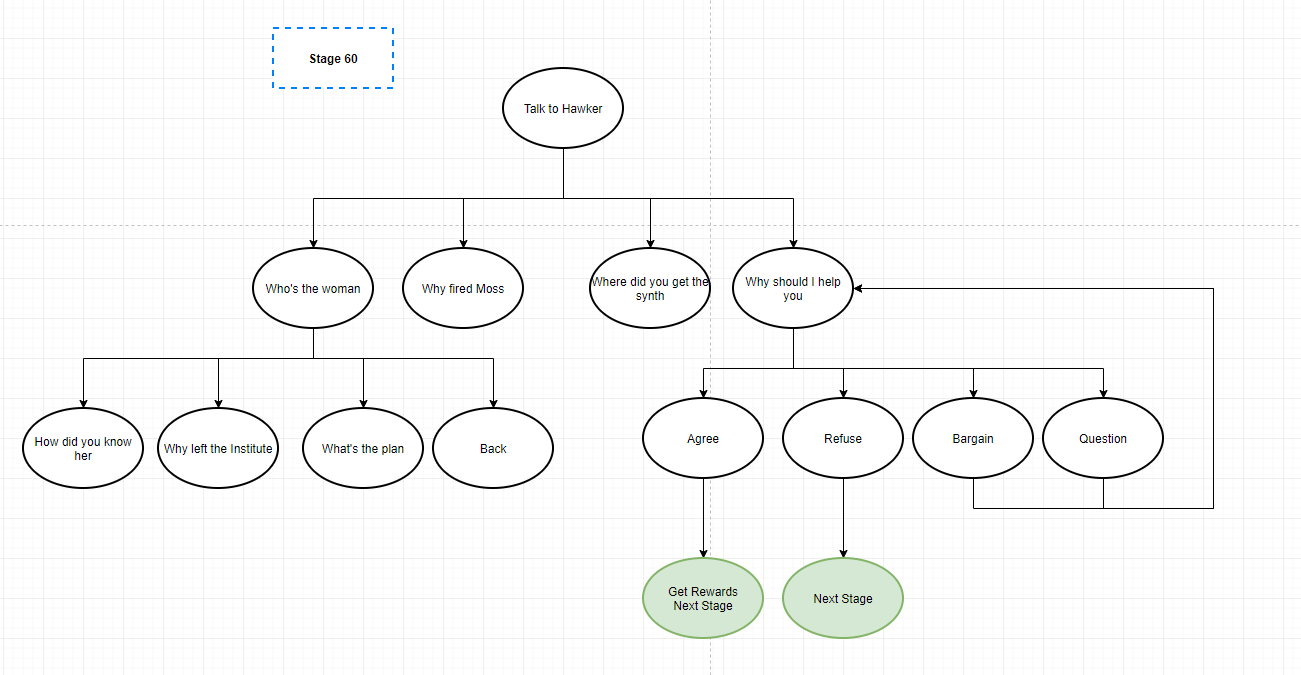 Stage 60
Talk to Hawker
Who's the woman
Why fired Moss
Where did you get the
synth
Why should I help
you
How did you know
her
Why left the Institute
What's the plan
Back
Agree
Refuse
Bargain
Question
Get Rewards
Next Stage
Next Stage